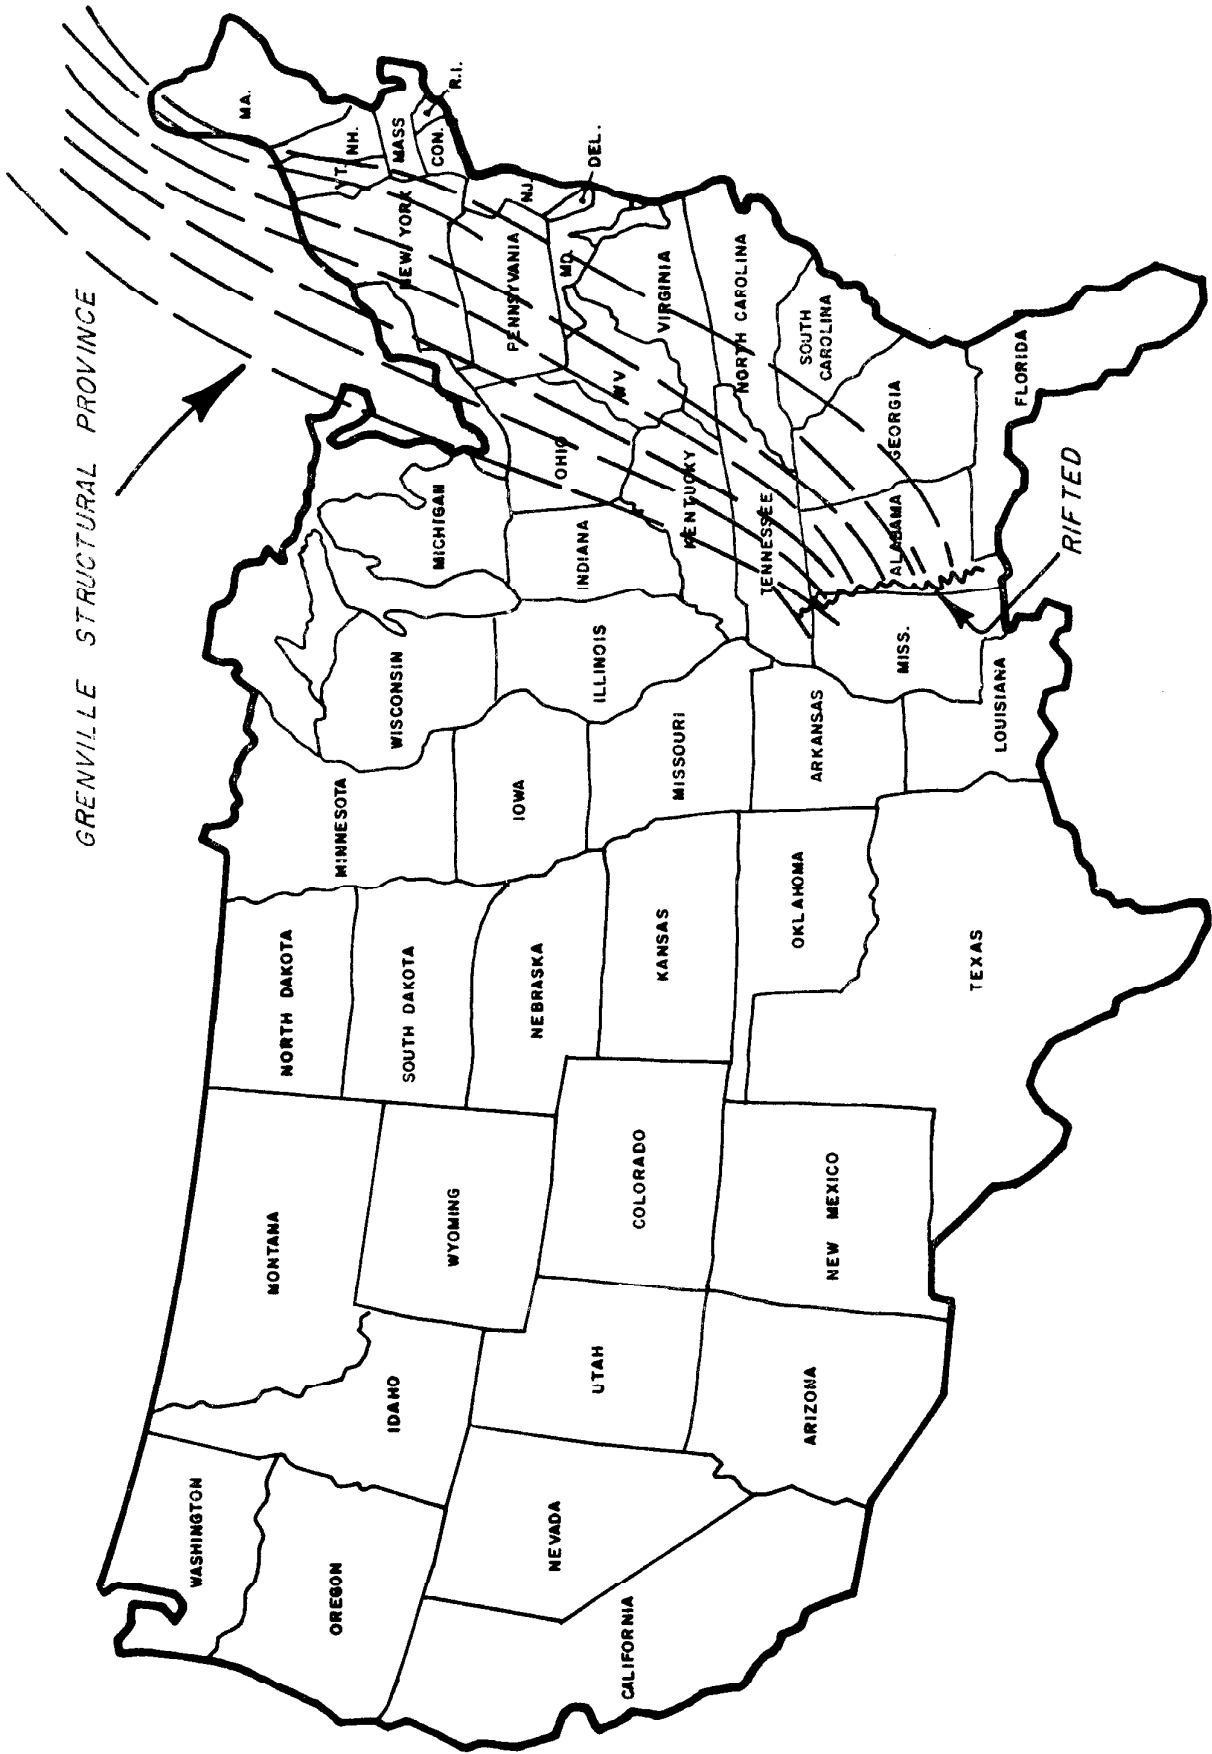 GRENVILLE STRUCTURAL PROVINCE
WASHINGTON
OREGON
CALIFORNIA
IDAHO
NEVADA
MONTANA
WYOMING
UTAH
ARIZONA
COLORADO
NEW MEXICO
NORTH DAKOTA
SOUTH DAKOTA
NEBRASKA
KANSAS
OKLAHOMA
TEXAS
MINNESOTA
IOWA
MISSOURI
ARKANSAS
LOUISIANA
WISCONSIN
ILLINOIS
MISS.
MICHIGAN
INDIANA
KENTUCKY
TENNESSEE
ALABAMA
OHIO
GEORGIA
FLORIDA
W V
VIRGINIA
NORTH CAROLINA
SOUTH
CAROLINA
PENNSYVANIA
MD.
DEL.
NJ.
NEW YORK
VT.
NH.
MA.
MASS
CON.
R.I.
RIFTED